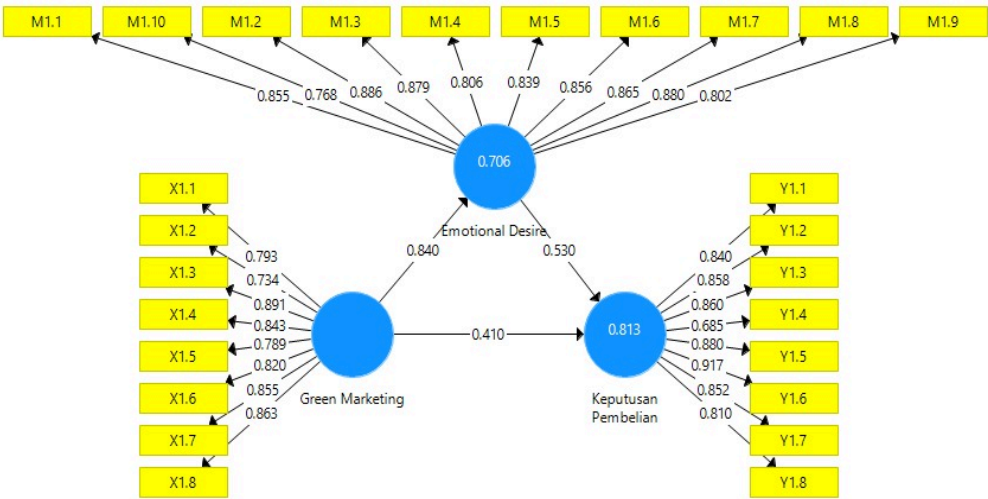 M1.1 M1.10 M1.2 M1.3 M1.4 M1.5 M1.6 M1.7 M1.8 M1.9
0.855 0.768 0.886 0.879 0.806 0.839 0.856 0.865 0.880 0.802
0.706
Emotional Desire
0.840 0.530
X1.1
X1.2
X1.3
X1.4
X1.5
X1.6
X1.7
X1.8
0.793
0.734
0.891
0.843
0.789
0.820
0.855
0.863
Green Marketing
0.410
0.813
Keputusan
Pembelian
0.840
0.858
0.860
0.685
0.880
0.917
0.852
0.810
Y1.1
Y1.2
Y1.3
Y1.4
Y1.5
Y1.6
Y1.7
Y1.8